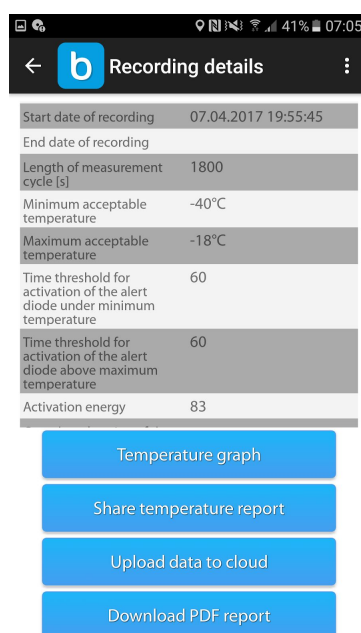 41% 07:05
b Recording details
Start date of recording 07.04.2017 19:55:45
End date of recording
Length of measurement 1800
cycle [s]
Minimum acceptable -40°C
temperature
Maximum acceptable -18°C
temperature
Time threshold for 60
activation of the alert
diode under minimum
temperature
Time threshold for 60
activation of the alert
diode above maximum
temperature
Activation energy 83
Temperature graph
Share temperature report
Upload data to cloud
Download PDF report